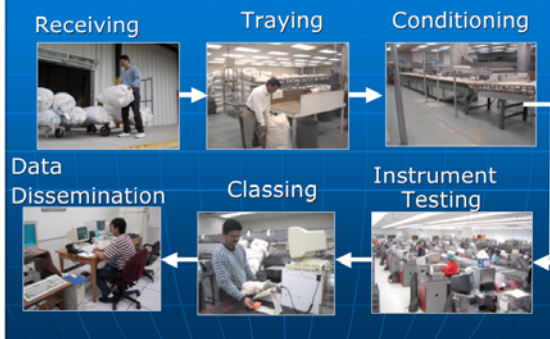 Receiving
Traying
Conditioning
Data
Dissemination
Classing
Instrument
Testing